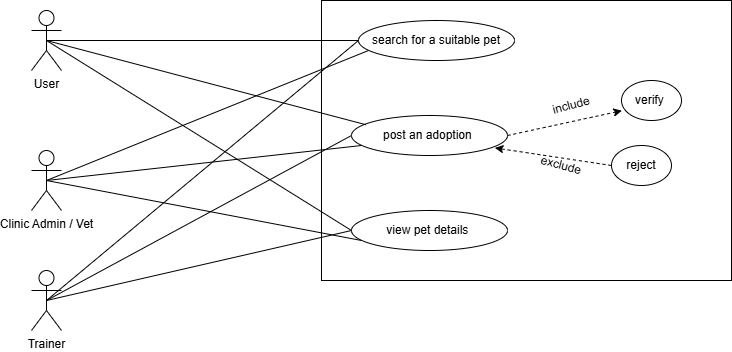 search for a suitable pet
User
include
verify
post an adoption
exclude
reject
Clinic Admin / Vet
view pet details
Trainer